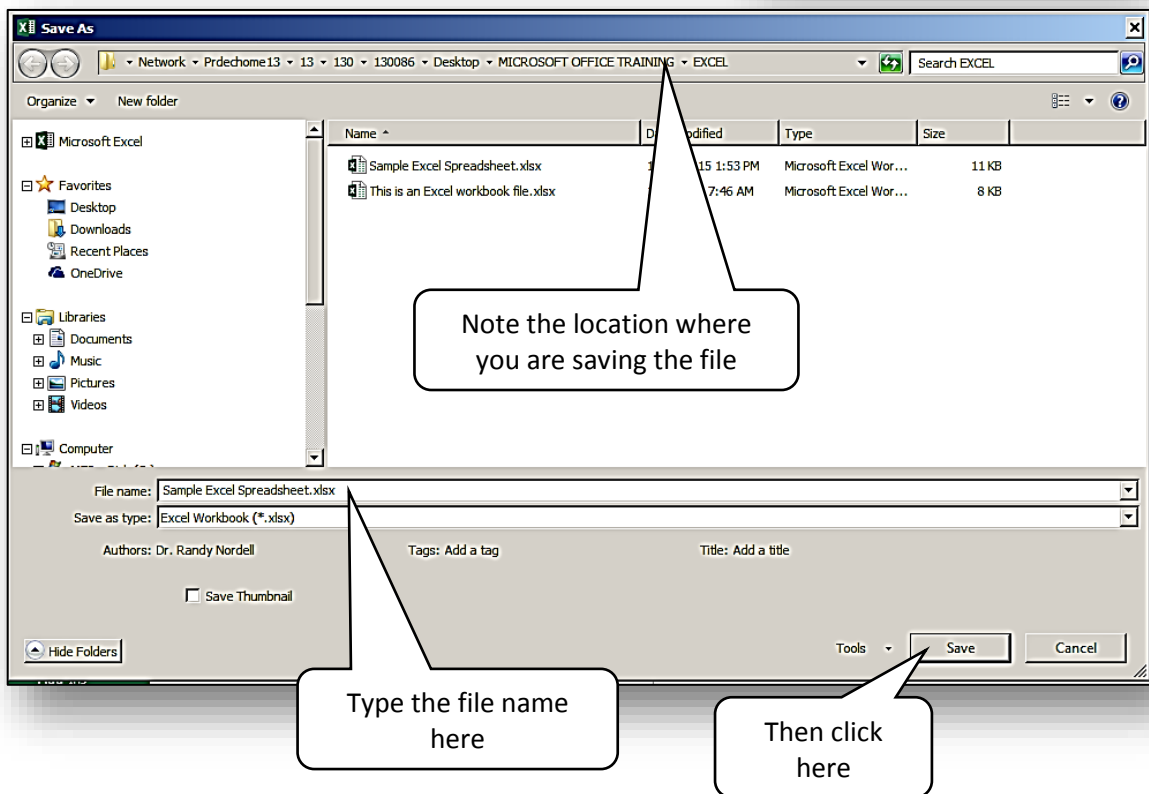 Save As
Network Prdechome13 13 130 130086 Desktop MICROSOFT OFFICE TRAINING EXCEL
Search EXCEL
Organize New folder
Microsoft Excel
Favorites
Desktop
Downloads
Recent Places
OneDrive
Libraries
Documents
Music
Pictures
Videos
Computer
Name Type Size
Sample Excel Spreadsheet.xlsx 1:53 PM Microsoft Excel Wor... 11 KB
This is an Excel workbook file.xlsx 7:46 AM Microsoft Excel Wor... 8 KB
Note the location where
you are saving the file
File name: Sample Excel Spreadsheet.xlsx
Save as type: Excel Workbook (*.xlsx)
Authors: Dr. Randy Nordell Tags: Add a tag Title: Add a title
Save Thumbnail
Hide Folders Tools Save Cancel
Type the file name
here
Then click
here